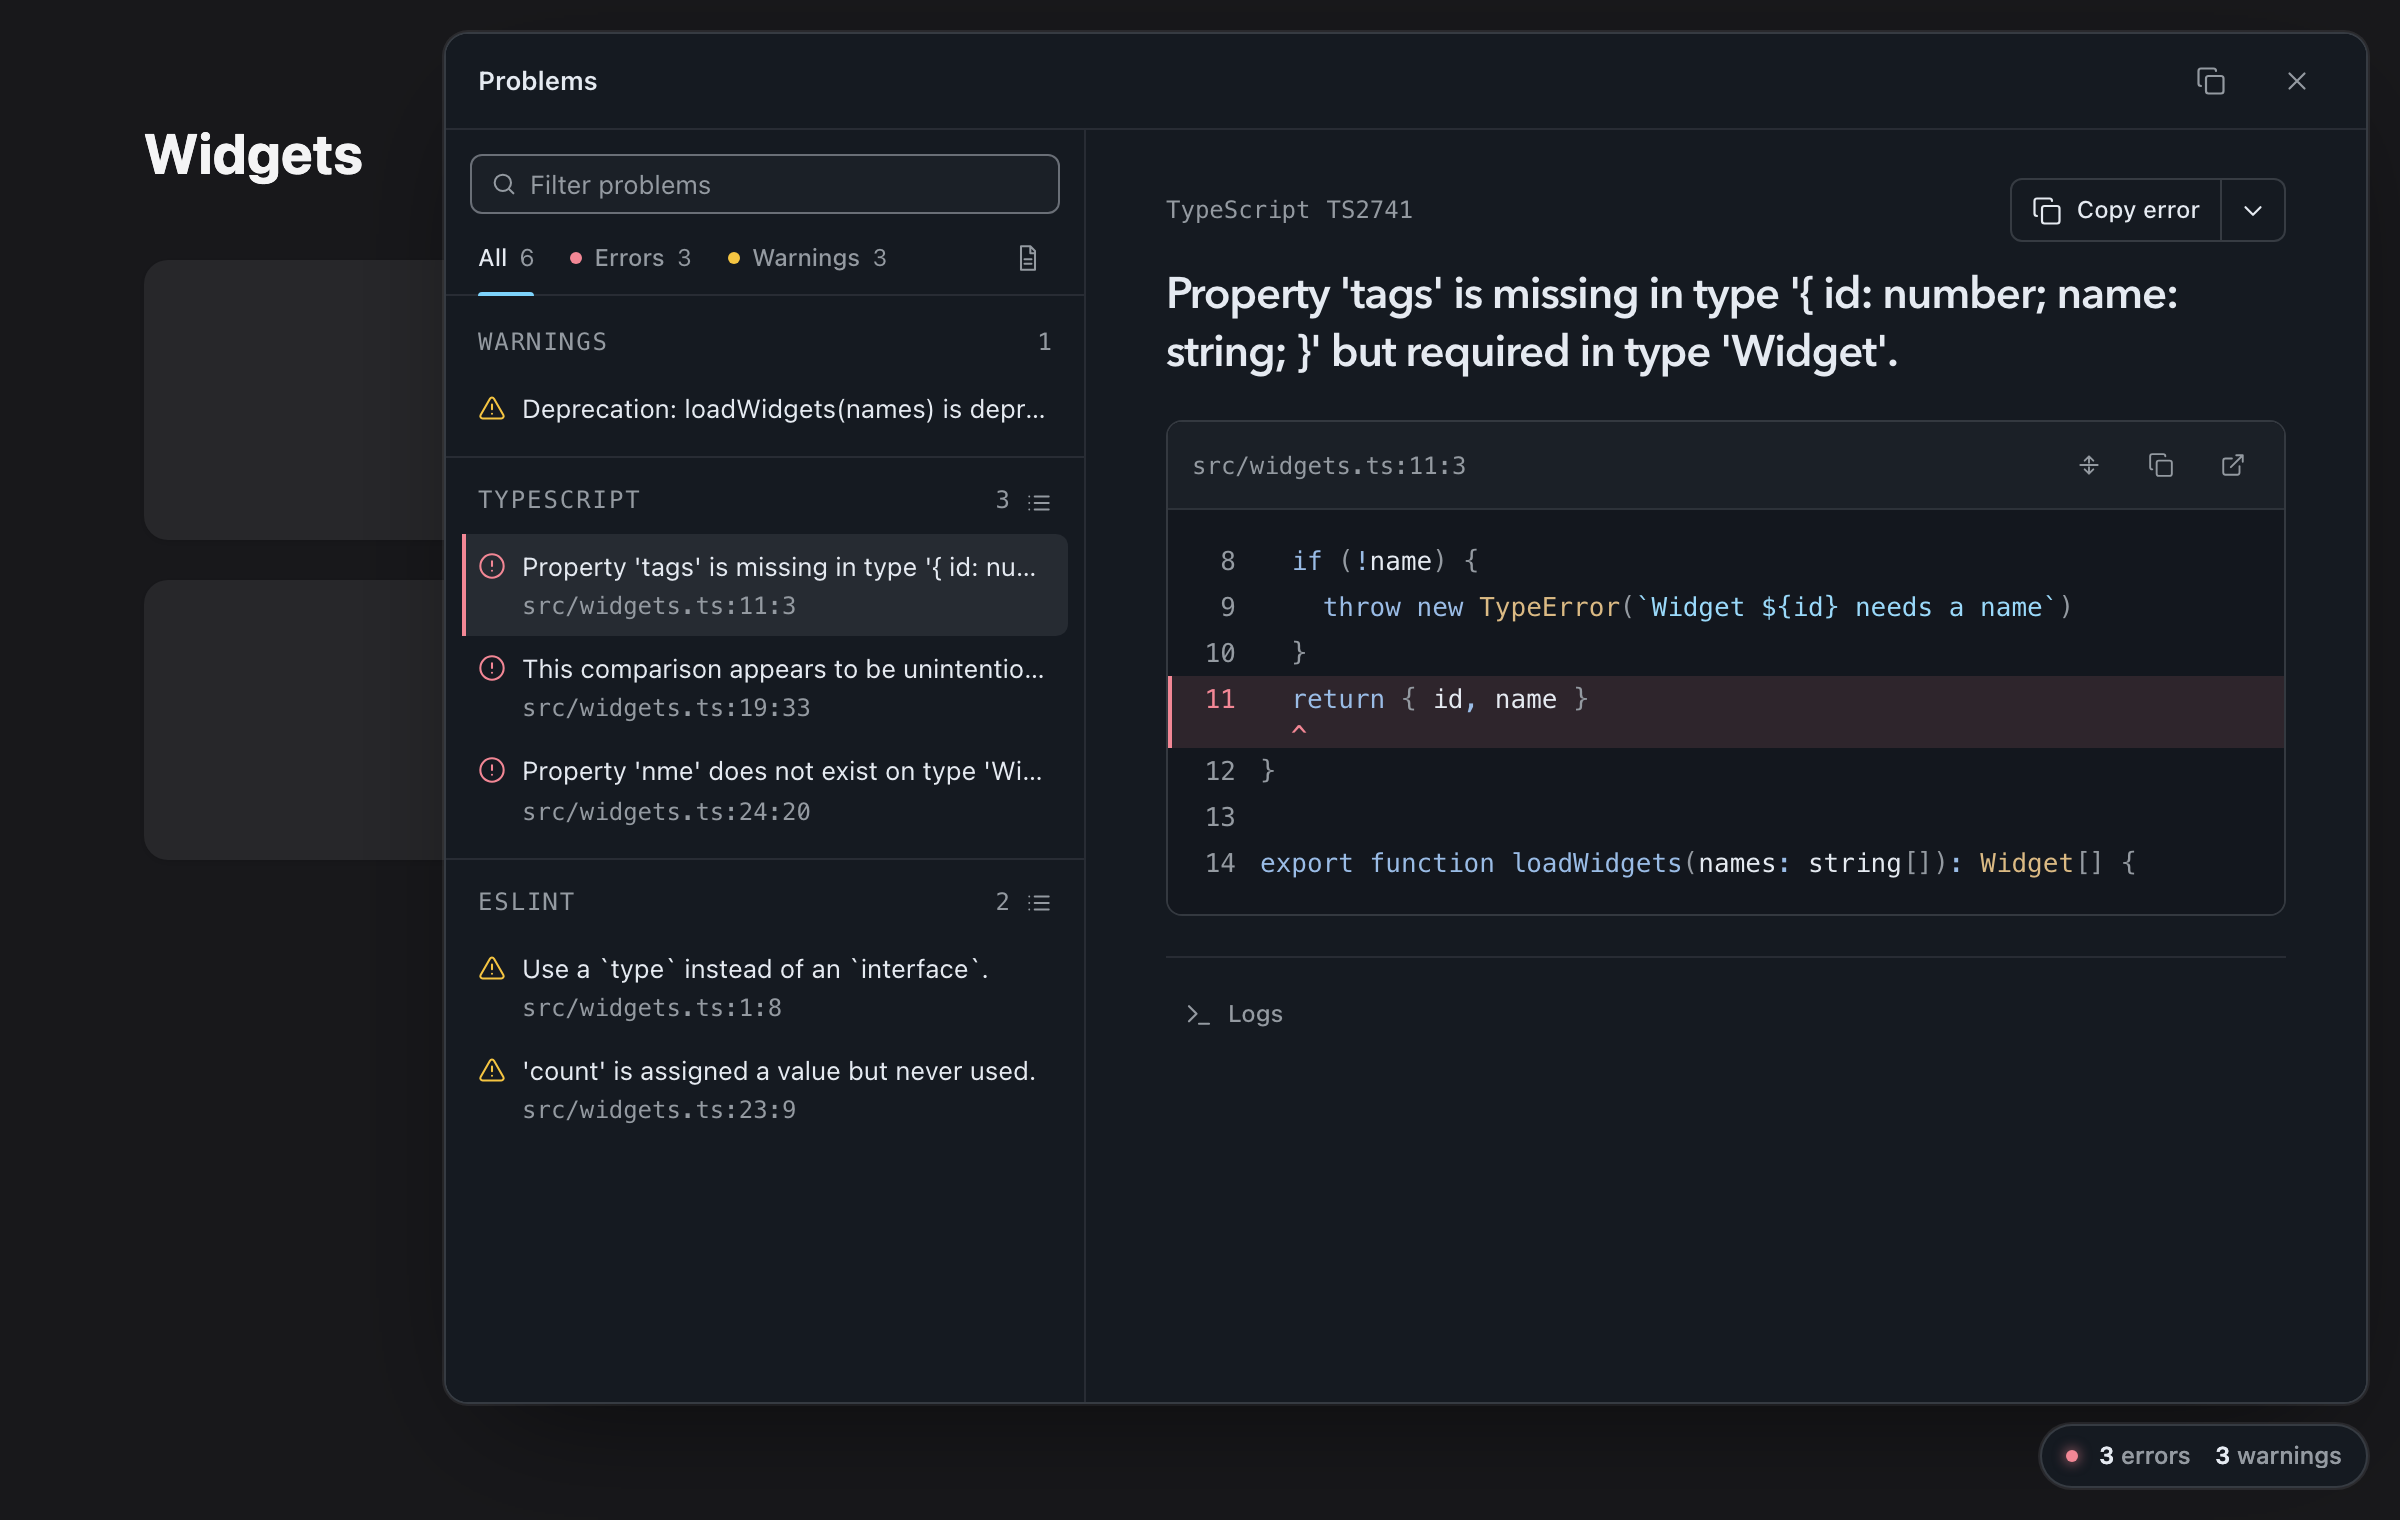 Widgets
Problems
Filter problems
All 6 Errors 3 Warnings 3
WARNINGS 1
Deprecation: loadWidgets(names) is depr...
TYPESCRIPT 3
Property 'tags' is missing in type '{ id: nu...
src/widgets.ts:11:3
This comparison appears to be unintentio...
src/widgets.ts:19:33
Property 'nme' does not exist on type 'Wi...
src/widgets.ts:24:20
ESLINT 2
Use a `type` instead of an `interface`.
src/widgets.ts:1:8
'count' is assigned a value but never used.
src/widgets.ts:23:9
TypeScript TS2741
Copy error
Property 'tags' is missing in type '{ id: number; name:
string; }' but required in type 'Widget'.
src/widgets.ts:11:3
8   if (!name) {
9     throw new TypeError(`Widget ${id} needs a name`)
10   }
11   return { id, name }
^
12 }
13
14 export function loadWidgets(names: string[]): Widget[] {
Logs
3 errors 3 warnings